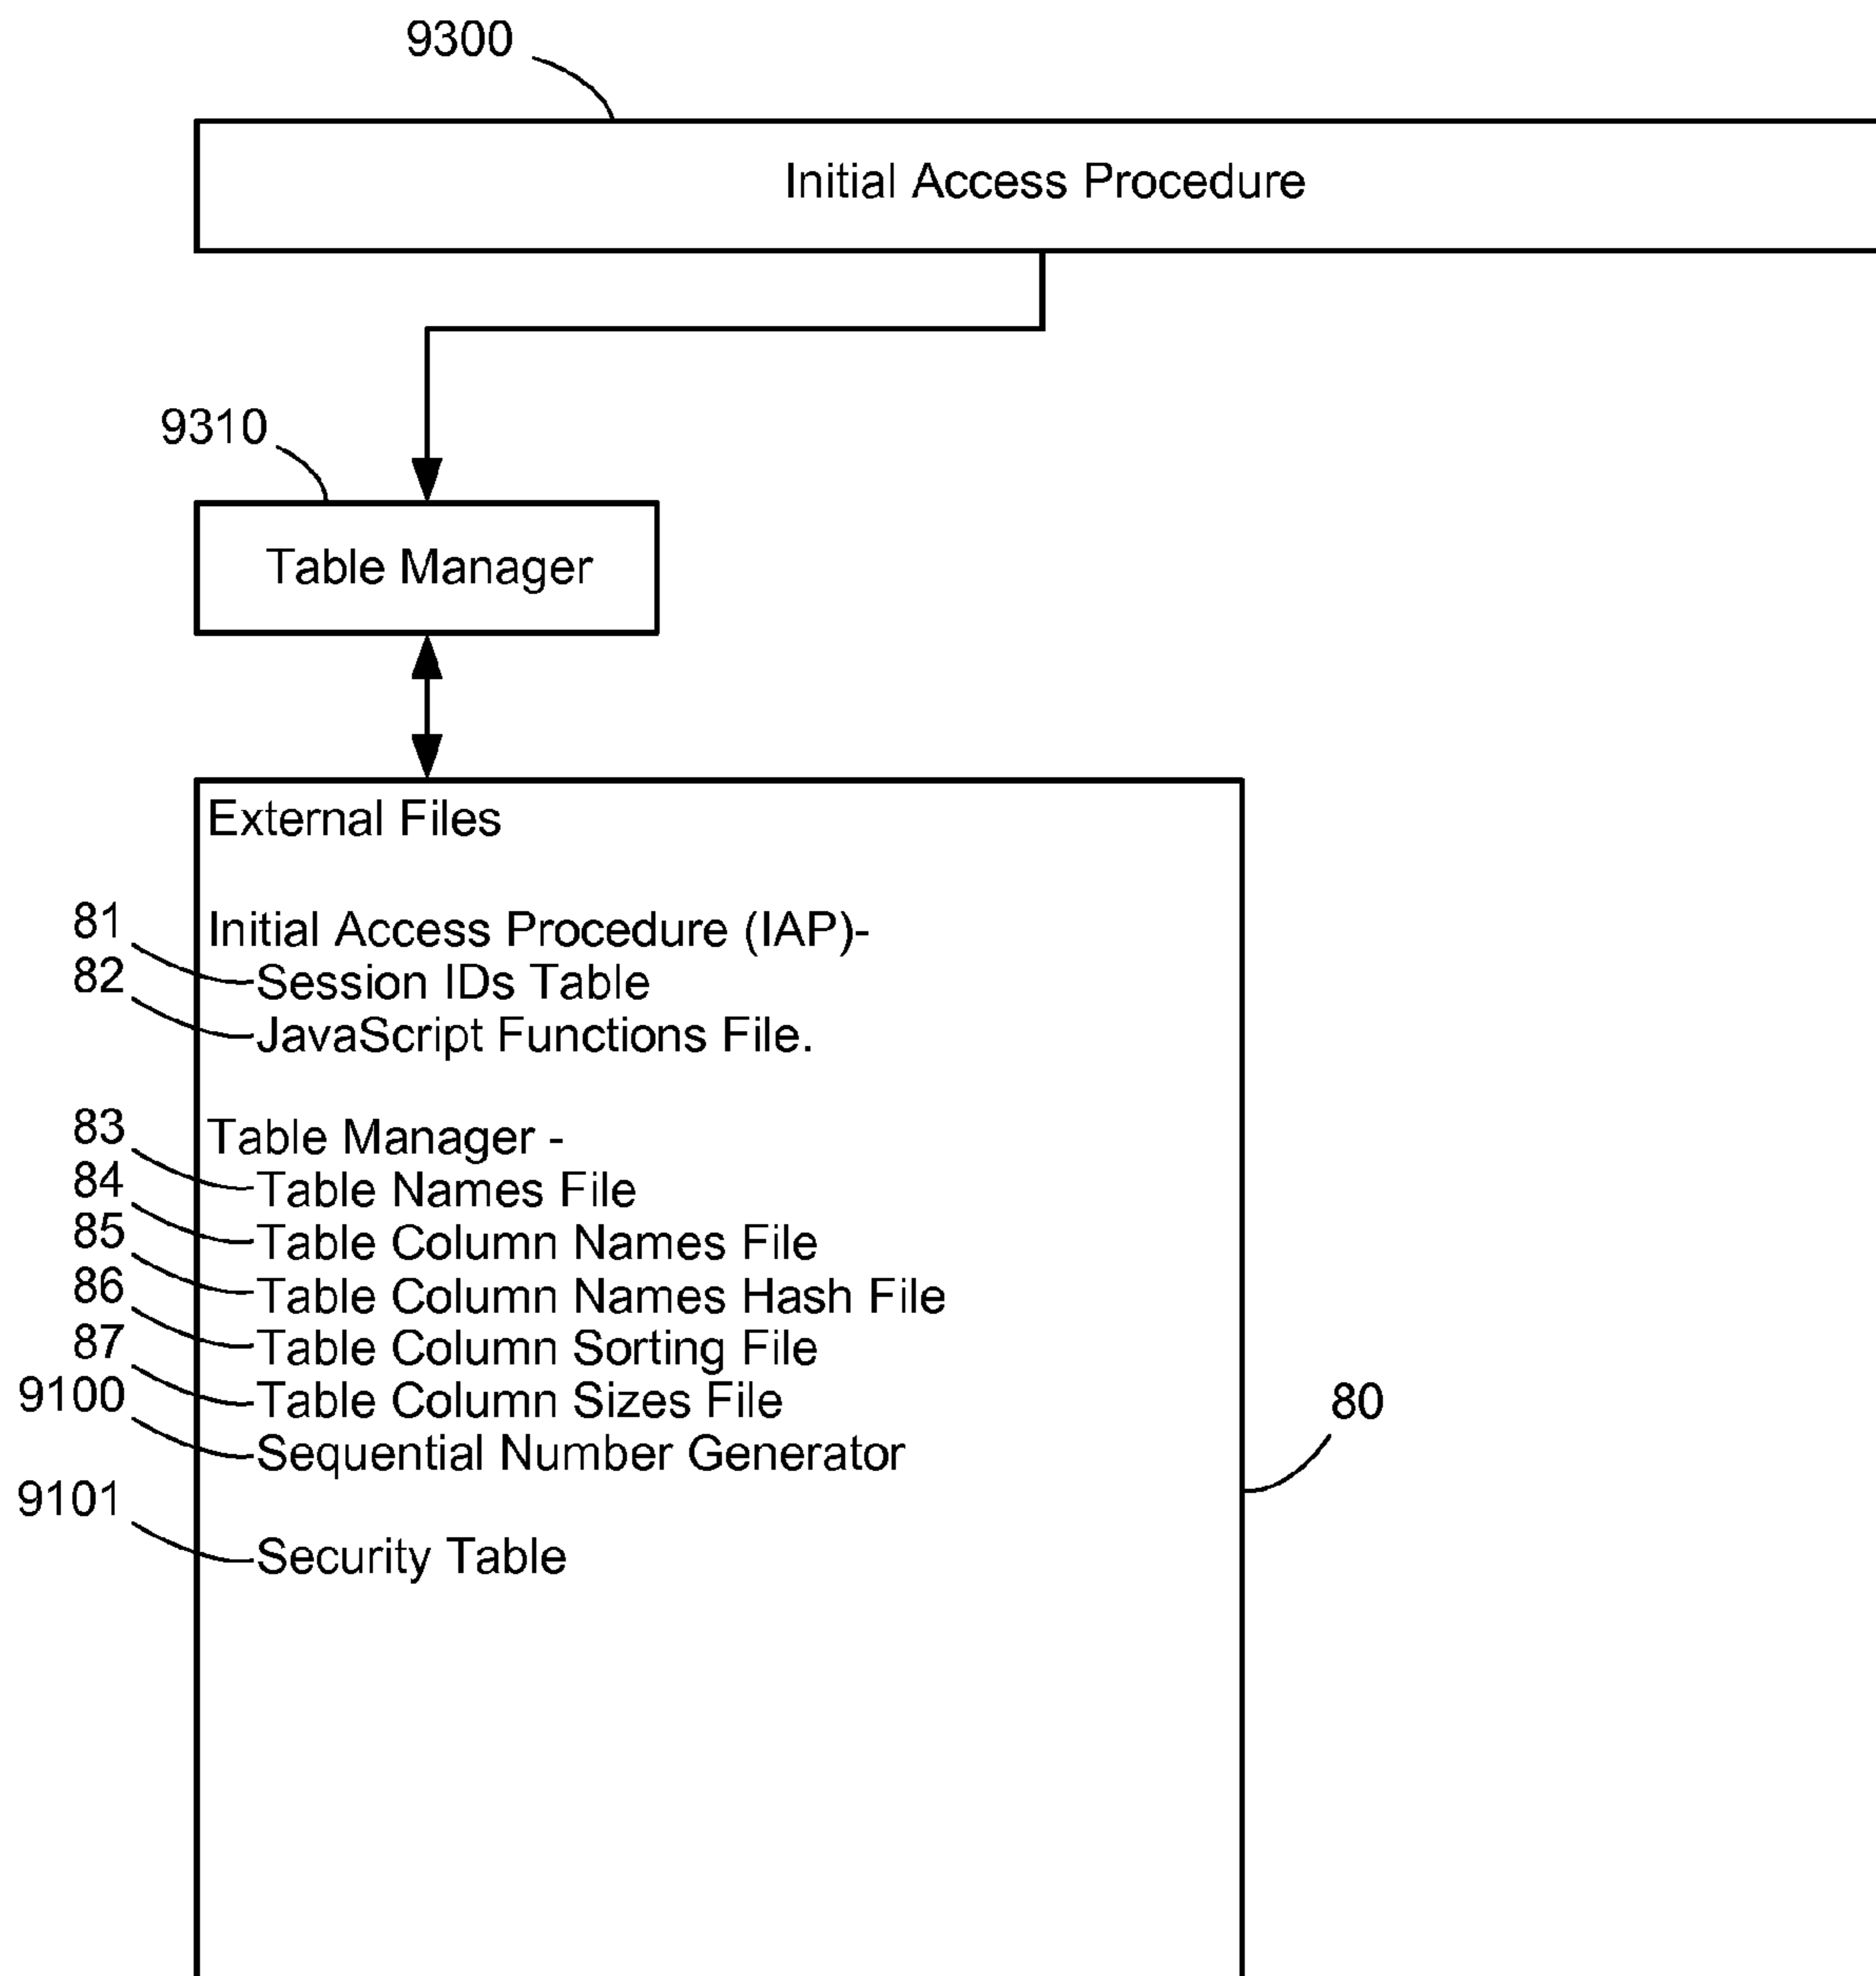 9300
Initial Access Procedure
9310
Table Manager
External Files
Initial Access Procedure (IAP)-
81
Session IDs Table
82
JavaScript Functions File.
Table Manager -
83
Table Names File
84
Table Column Names File
85
Table Column Names Hash File
86
Table Column Sorting File
87
Table Column Sizes File
9100
Sequential Number Generator
9101
Security Table
80